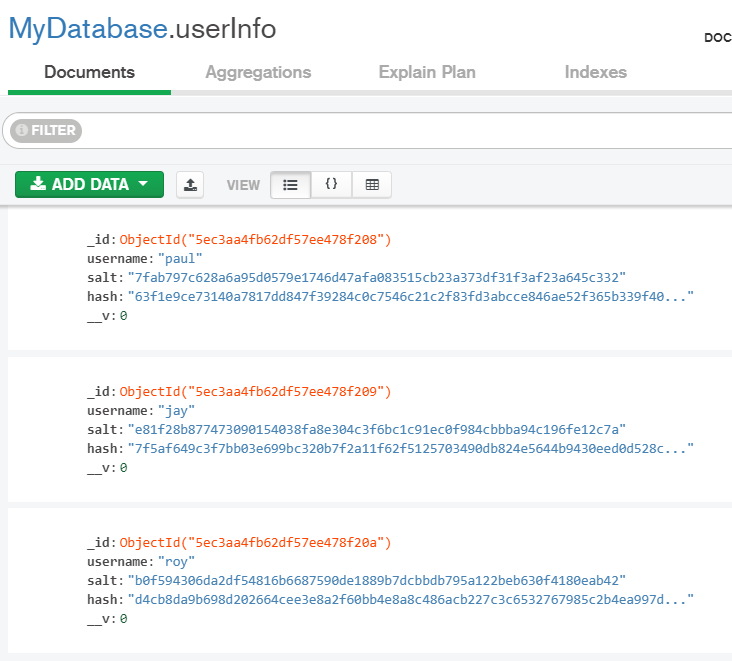 MyDatabase.userInfo
DOC
Documents Aggregations Explain Plan Indexes
FILTER
ADD DATA VIEW {}
_id: ObjectId("5ec3aa4fb62df57ee478f208")
username: "paul"
salt: "7fab797c628a6a95d0579e1746d47afa083515cb23a373df31f3af23a645c332"
hash: "63f1e9ce73140a7817dd847f39284c0c7546c21c2f83fd3abcce846ae52f365b339f40..."
__v: 0
_id: ObjectId("5ec3aa4fb62df57ee478f209")
username: "jay"
salt: "e81f28b877473090154038fa8e304c3f6bc1c91ec0f984cbbba94c196fe12c7a"
hash: "7f5af649c3f7bb03e699bc320b7f2a11f62f5125703490db824e5644b9430eed0d528c..."
__v: 0
_id: ObjectId("5ec3aa4fb62df57ee478f20a")
username: "roy"
salt: "b0f594306da2df54816b6687590de1889b7dcbbdb795a122beb630f4180eab42"
hash: "d4cb8da9b698d202664cee3e8a2f60bb4e8a8c486acb227c3c6532767985c2b4ea997d..."
__v: 0